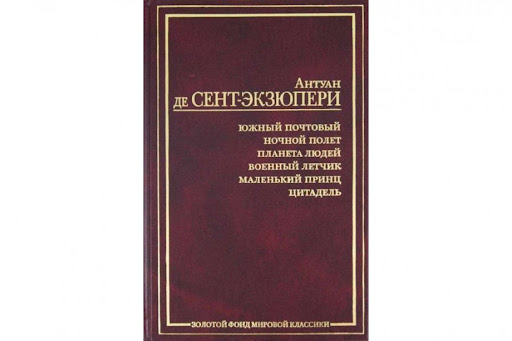 Антуан
де СЕНТ-ЭКЗЮПЕРИ
ЮЖНЫЙ ПОЧТОВЫЙ
НОЧНОЙ ПОЛЕТ
ПЛАНЕТА ЛЮДЕЙ
ВОЕННЫЙ ЛЕТЧИК
МАЛЕНЬКИЙ ПРИНЦ
ЦИТАДЕЛЬ
ЗОЛОТОЙ ФОНД МИРОВОЙ КЛАССИКИ